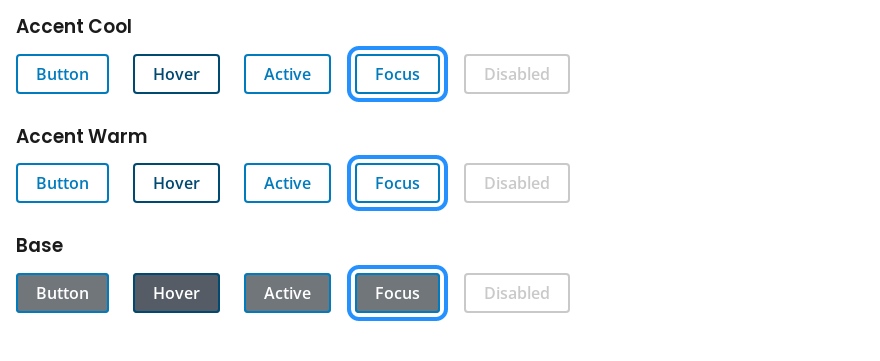 Accent Cool
Button Hover Active Focus Disabled
Accent Warm
Button Hover Active Focus Disabled
Base
Button Hover Active Focus Disabled